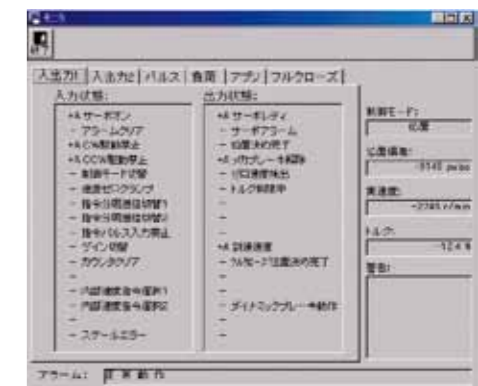 モニタ
終了
入出力1 入出力2 パルス 負荷 アナログ フルクローズ
入力状態:
+A サーボオン
- アラームクリア
+A CW駆動禁止
+A CCW駆動禁止
- 制御モード切替
- 速度ゼロクランプ
- 指令分周逓倍切替1
- 指令分周逓倍切替2
- 指令パルス入力禁止
- ゲイン切替
- カウンタクリア
-
- 内部速度指令選択1
- 内部速度指令選択2
-
- スケールエラー
出力状態:
+A サーボレディ
- サーボアラーム
- 位置決め完了
+A メカブレーキ解除
- ゼロ速度検出
- トルク制限中
-
-
-
+A 到達速度
- フルクローズ位置決め完了
-
-
- ダイナミックブレーキ動作
-
-
制御モード:
位置
位置偏差:
実速度:
トルク:
警告:
アラーム: 正常動作